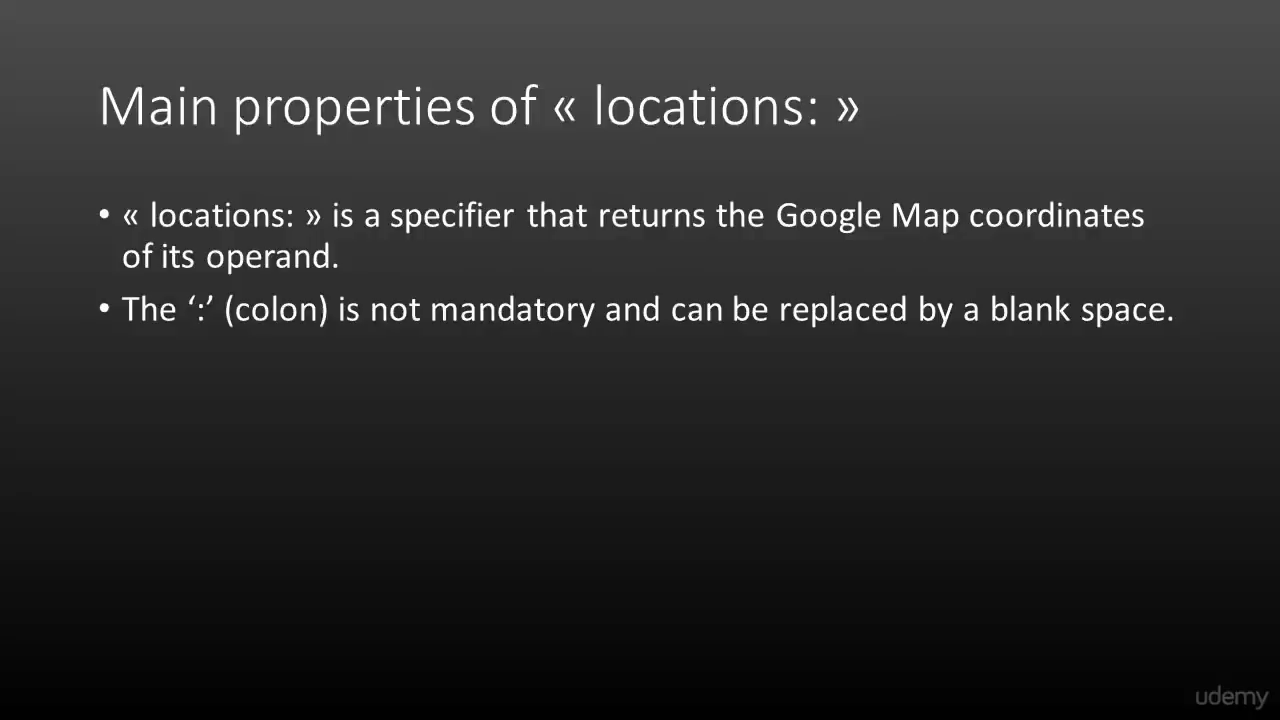 Main properties of « locations: »
• « locations: » is a specifier that returns the Google Map coordinates
of its operand.
• The ‘:’ (colon) is not mandatory and can be replaced by a blank space.
udemy